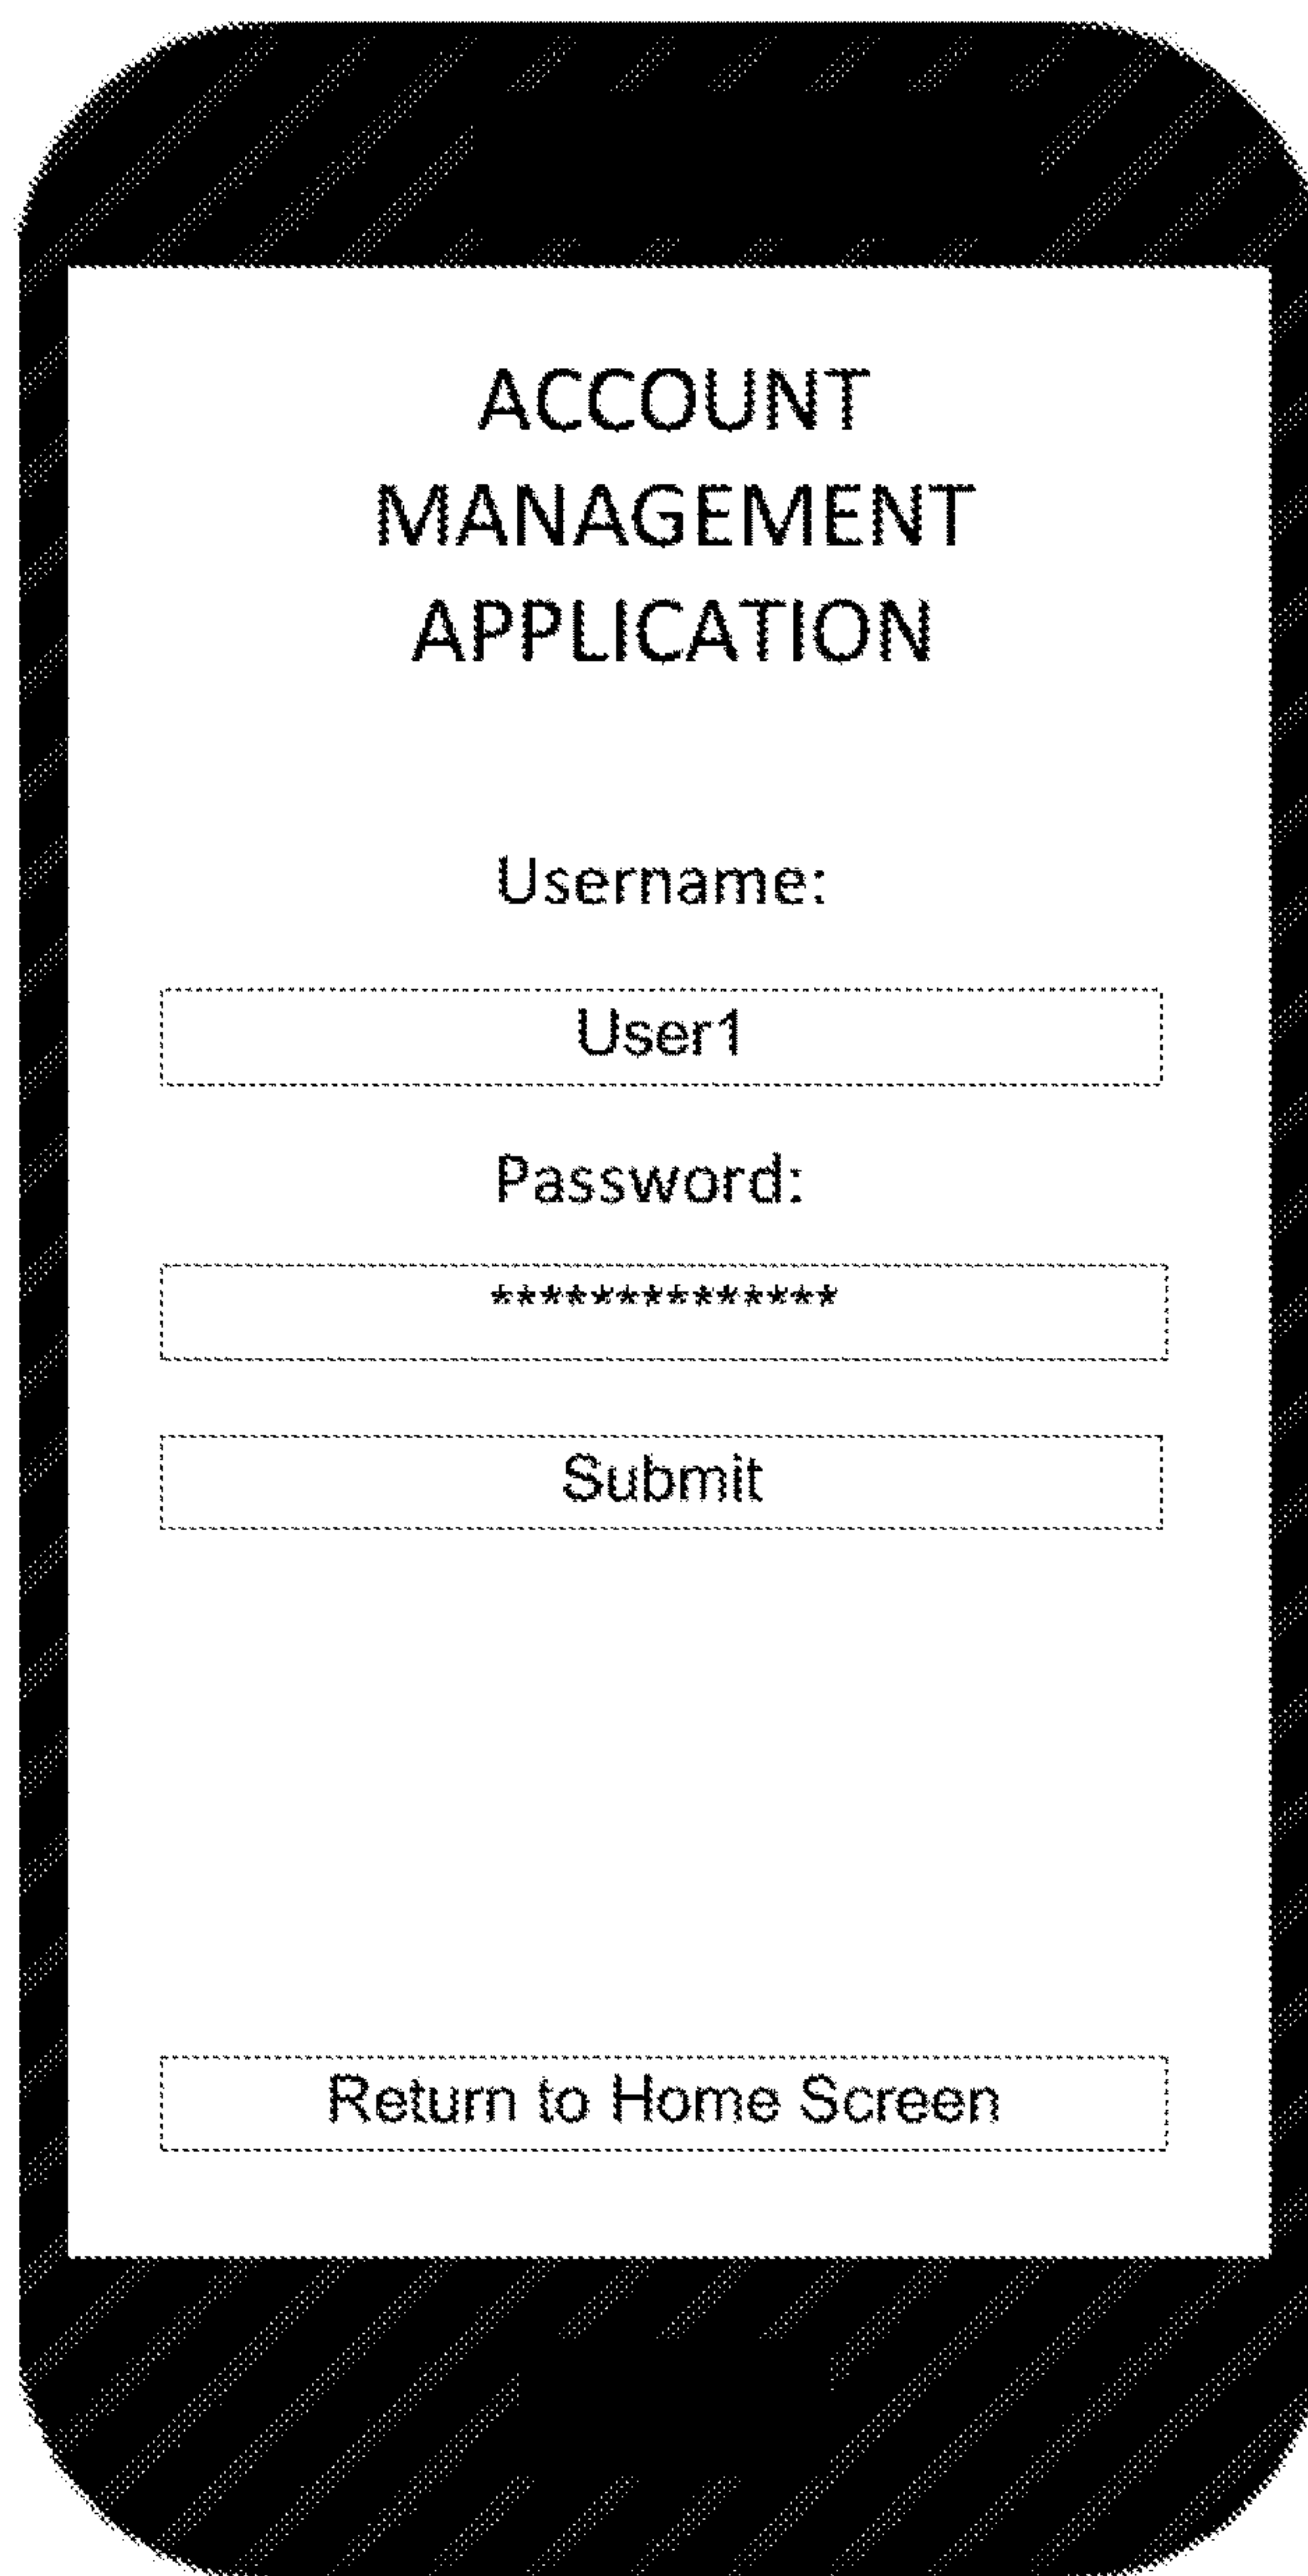 ACCOUNT
MANAGEMENT
APPLICATION
Username:
User1
Password:
**************
Submit
Return to Home Screen